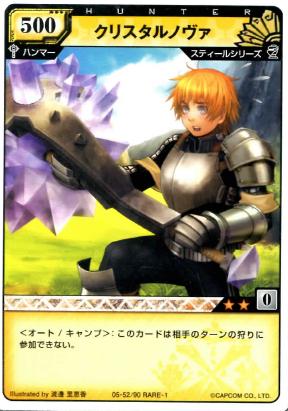 HUNTER
500
クリスタルノヴァ
ハンマー
スティールシリーズ
0
<オート / キャンプ>:このカードは相手のターンの狩りに
参加できない。
Illustrated by 渡邊 里恵香
05-52/90 RARE-1
©CAPCOM CO., LTD.